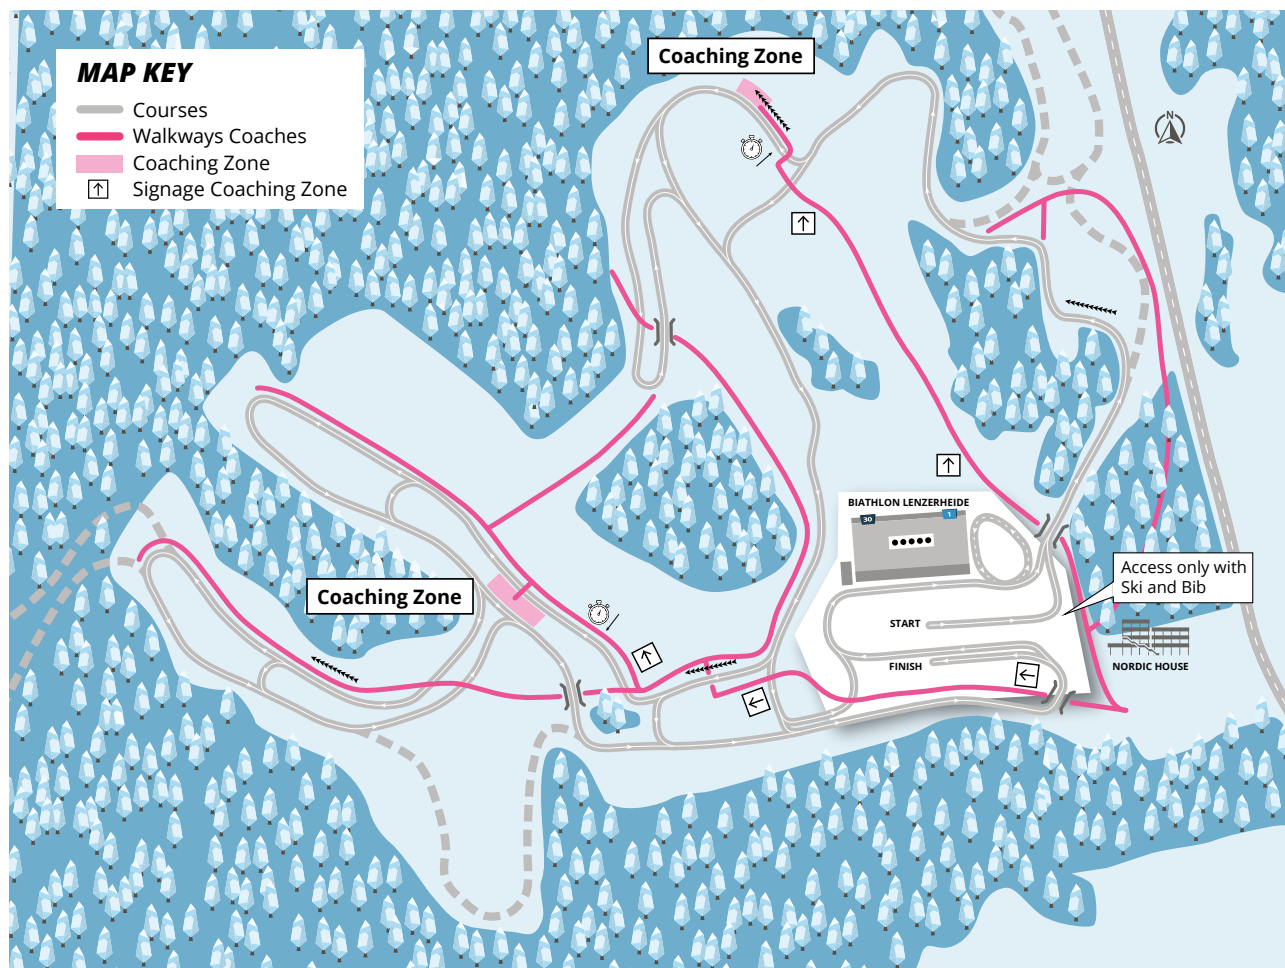 Coaching Zone
MAP KEY
Courses
Walkways Coaches
Coaching Zone
Signage Coaching Zone
N
BIATHLON LENZERHEIDE
30
1
Access only with
Ski and Bib
Coaching Zone
START
FINISH
NORDIC HOUSE